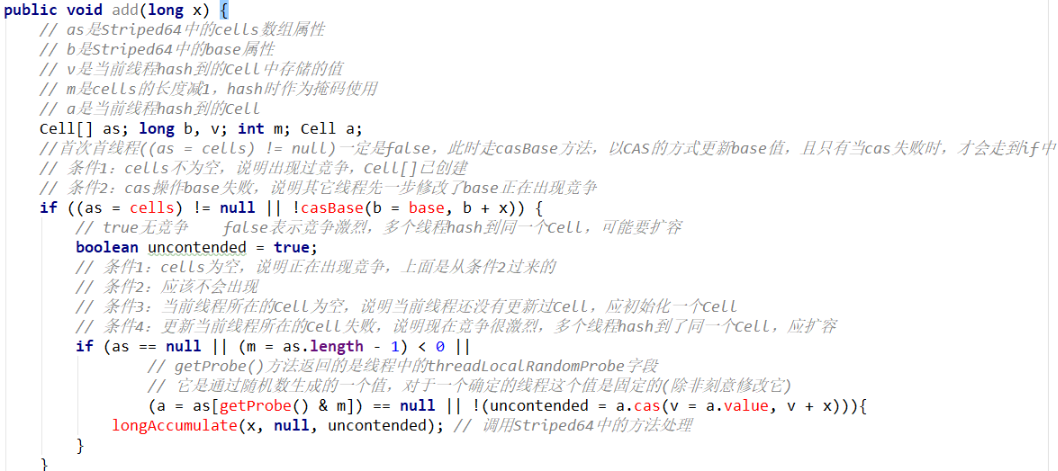 public void add(long x) {
// as是Striped64中的cells数组属性
// b是Striped64中的base属性
// v是当前线程hash到的Cell中存储的值
// m是cells的长度减1，hash时作为掩码使用
// a是当前线程hash到的Cell
Cell[] as; long b, v; int m; Cell a;
//首次首线程((as = cells) != null)一定是false，此时走casBase方法，以CAS的方式更新base值，且只有当cas失败时，才会走到if中
// 条件1：cells不为空，说明出现过竞争，Cell[]已创建
// 条件2：cas操作base失败，说明其它线程先一步修改了base正在出现竞争
if ((as = cells) != null || !casBase(b = base, b + x)) {
// true无竞争 false表示竞争激烈，多个线程hash到同一个Cell，可能要扩容
boolean uncontended = true;
// 条件1：cells为空，说明正在出现竞争，上面是从条件2过来的
// 条件2：应该不会出现
// 条件3：当前线程所在的Cell为空，说明当前线程还没有更新过Cell，应初始化一个Cell
// 条件4：更新当前线程所在的Cell失败，说明现在竞争很激烈，多个线程hash到了同一个Cell，应扩容
if (as == null || (m = as.length - 1) < 0 ||
// getProbe()方法返回的是线程中的threadLocalRandomProbe字段
// 它是通过随机数生成的一个值，对于一个确定的线程这个值是固定的(除非刻意修改它)
(a = as[getProbe() & m]) == null || !(uncontended = a.cas(v = a.value, v + x))){
longAccumulate(x, null, uncontended); // 调用Striped64中的方法处理
}
}